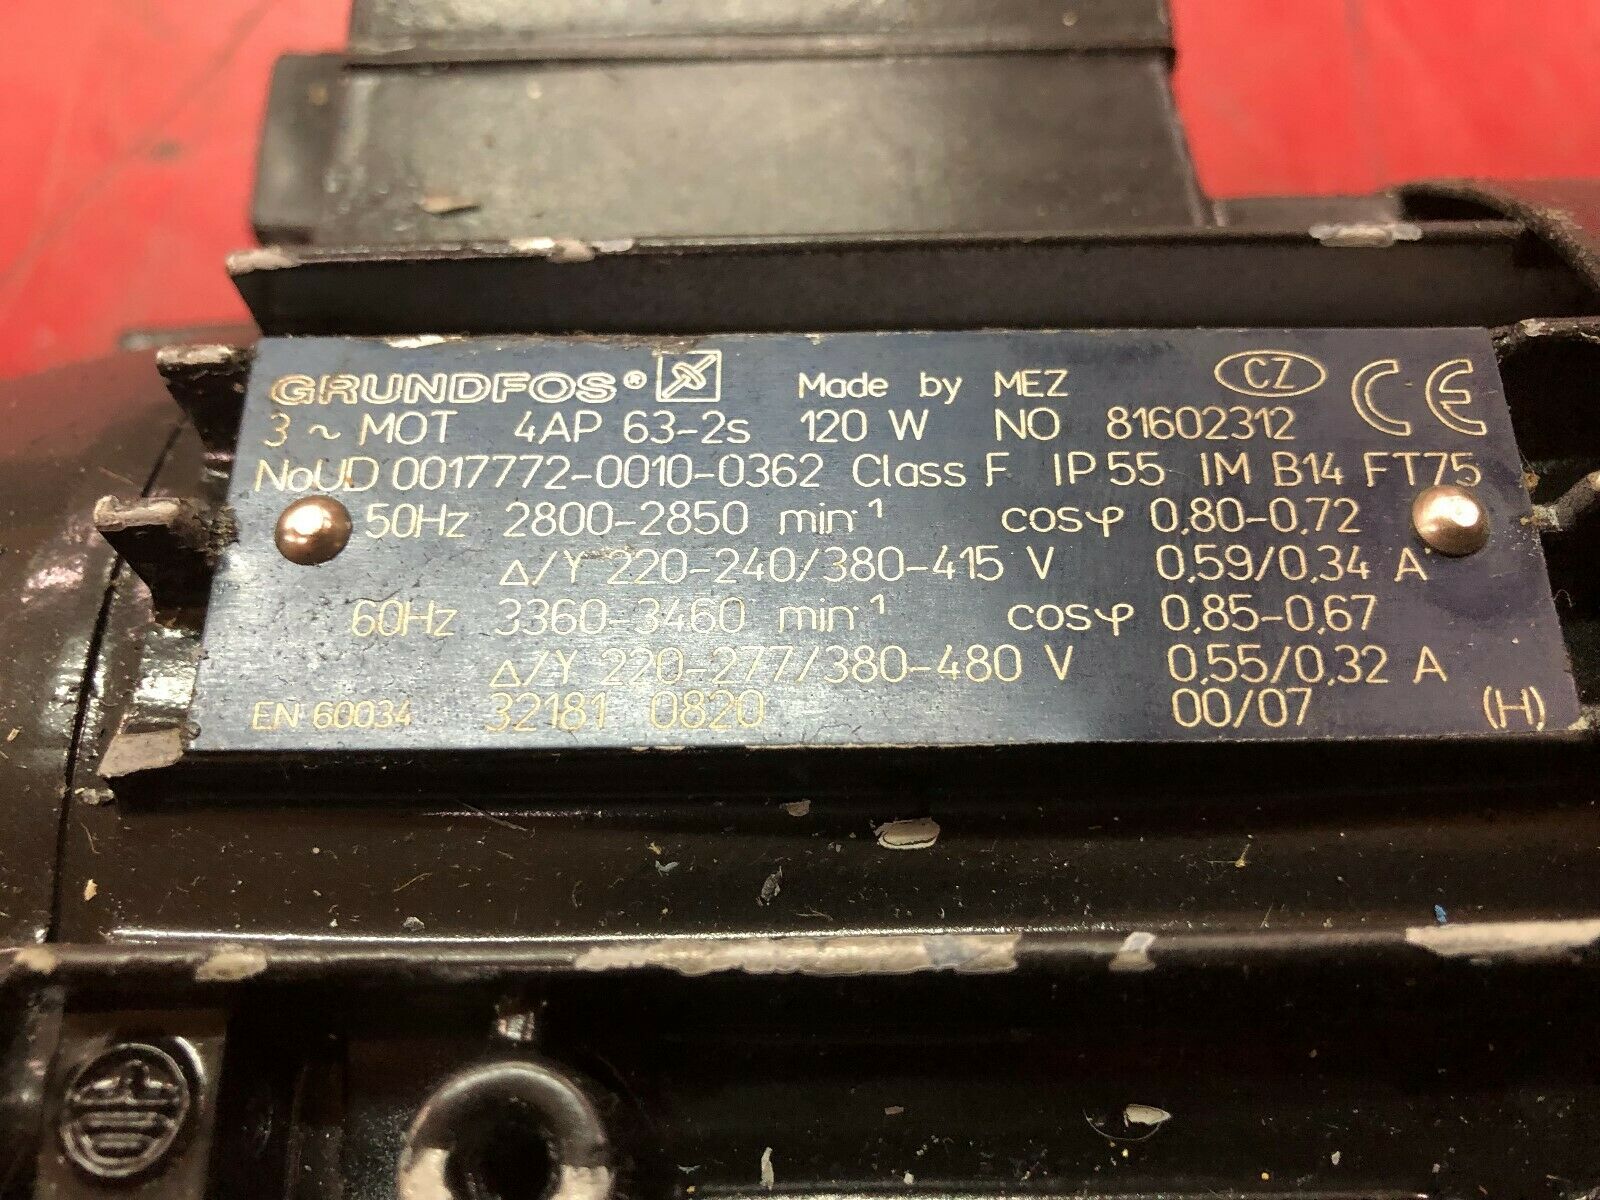 GRUNDFOS® Made by MEZ CZ CE
3 ~ MOT 4AP 63-2s 120 W NO 81602312
NoUD 0017772-0010-0362 Class F IP 55 IM B14 FT75
50Hz 2800-2850 min-1 cosφ 0,80-0,72
Δ/Y 220-240/380-415 V 0,59/0,34 A
60Hz 3360-3460 min-1 cosφ 0,85-0,67
Δ/Y 220-277/380-480 V 0,55/0,32 A
EN 60034 32181 0820 00/07 (H)